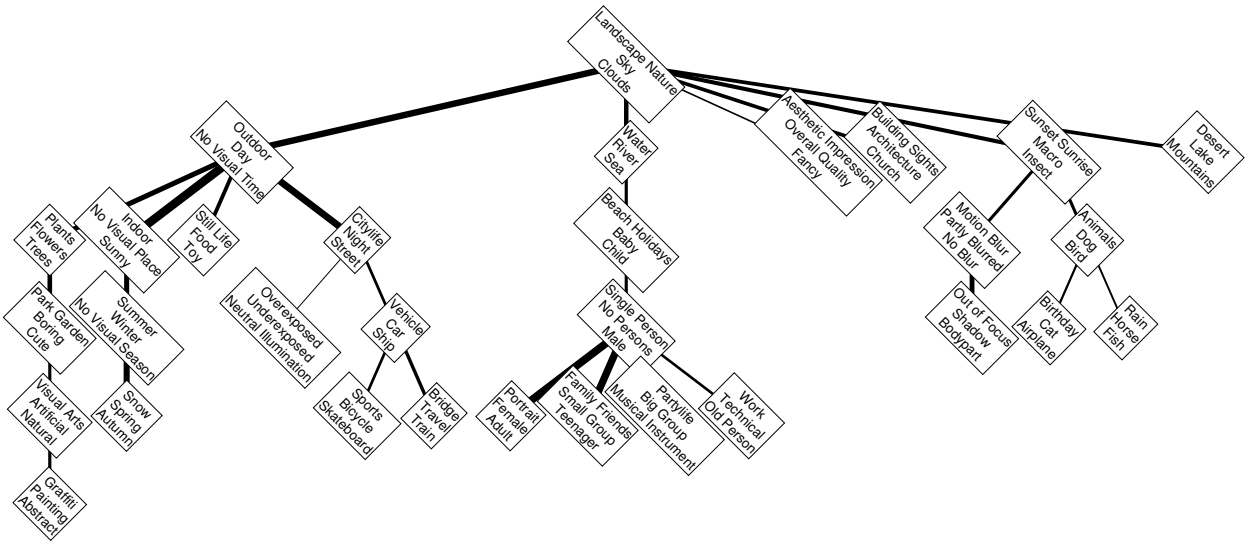 Landscape Nature
Sky
Clouds
Outdoor
Day
No Visual Time
Water
River
Sea
Aesthetic Impression
Overall Quality
Fancy
Building Sights
Architecture
Church
Sunset Sunrise
Macro
Insect
Desert
Lake
Mountains
Plants
Flowers
Trees
Indoor
No Visual Place
Sunny
Still Life
Food
Toy
Citylife
Night
Street
Beach Holidays
Baby
Child
Motion Blur
Partly Blurred
No Blur
Animals
Dog
Bird
Park Garden
Boring
Cute
Summer
Winter
No Visual Season
Overexposed
Underexposed
Neutral Illumination
Vehicle
Car
Ship
Single Person
No Persons
Male
Out of Focus
Shadow
Bodypart
Birthday
Cat
Airplane
Rain
Horse
Fish
Visual Arts
Artificial
Natural
Snow
Spring
Autumn
Sports
Bicycle
Skateboard
Bridge
Travel
Train
Portrait
Female
Adult
Family Friends
Small Group
Teenager
Partylife
Big Group
Musical Instrument
Work
Technical
Old Person
Graffiti
Painting
Abstract